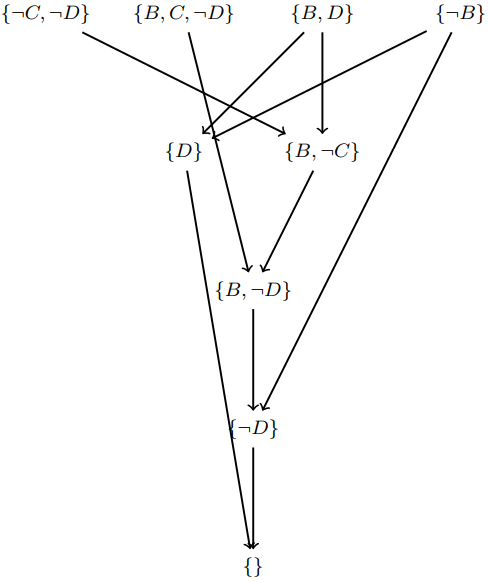 {¬C, ¬D} {B, C, ¬D} {B, D} {¬B}
{D} {B, ¬C}
{B, ¬D}
{¬D}
{}